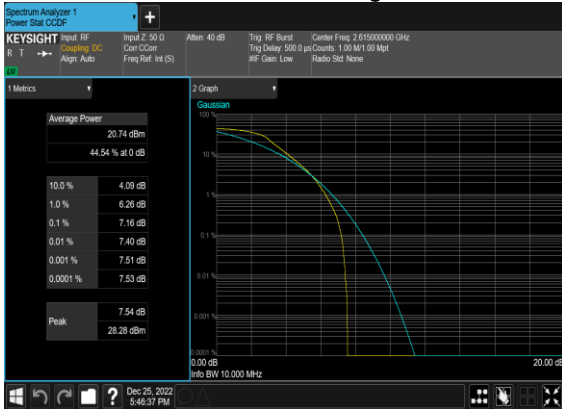 Spectrum Analyzer 1
Power Stat CCDF
+
KEYSIGHT Input: RF Input Z: 50 Ω Atten: 40 dB Trig: RF Burst Center Freq: 2.615000000 GHz
R T Coupling: DC Corr CCorr Trig Delay: 500.0 µs Counts: 1.00 M/1.00 Mpt
Align: Auto Freq Ref: Int (S) #IF Gain: Low Radio Std: None
1 Metrics
Average Power
20.74 dBm
44.54 % at 0 dB
10.0 % 4.09 dB
1.0 % 6.26 dB
0.1 % 7.16 dB
0.01 % 7.40 dB
0.001 % 7.51 dB
0.0001 % 7.53 dB
Peak
7.54 dB
28.28 dBm
2 Graph
Gaussian
100 %
10 %
1 %
0.1 %
0.01 %
0.001 %
0.0001 %
0.00 dB 20.00 dB
Info BW 10.000 MHz
? Dec 25, 2022
5:46:37 PM